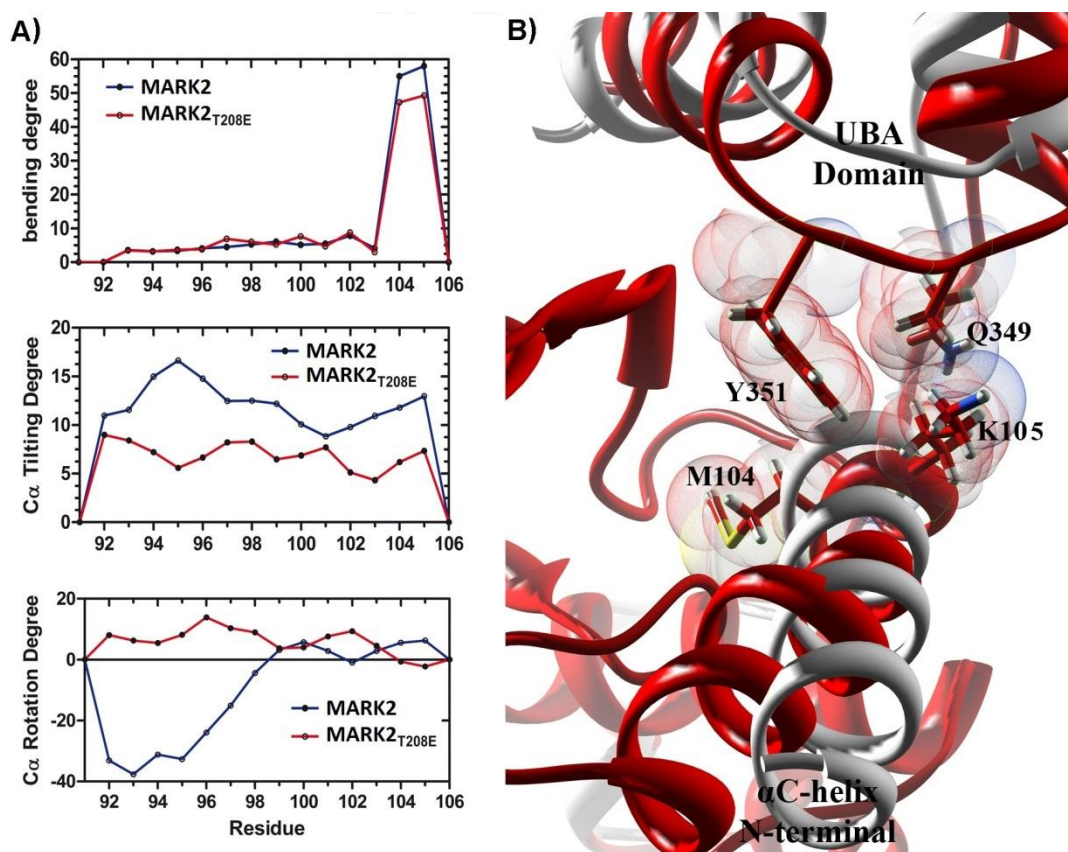 A)
60
50
40
30
20
10
0
bending degree
MARK2
MARK2T208E
92 94 96 98 100 102 104 106
20
15
10
5
0
Cα Tilting Degree
MARK2
MARK2T208E
92 94 96 98 100 102 104 106
20
0
-20
-40
Cα Rotation Degree
MARK2
MARK2T208E
92 94 96 98 100 102 104 106
Residue
B)
UBA
Domain
Q349
Y351
K105
M104
αC-helix
N-terminal